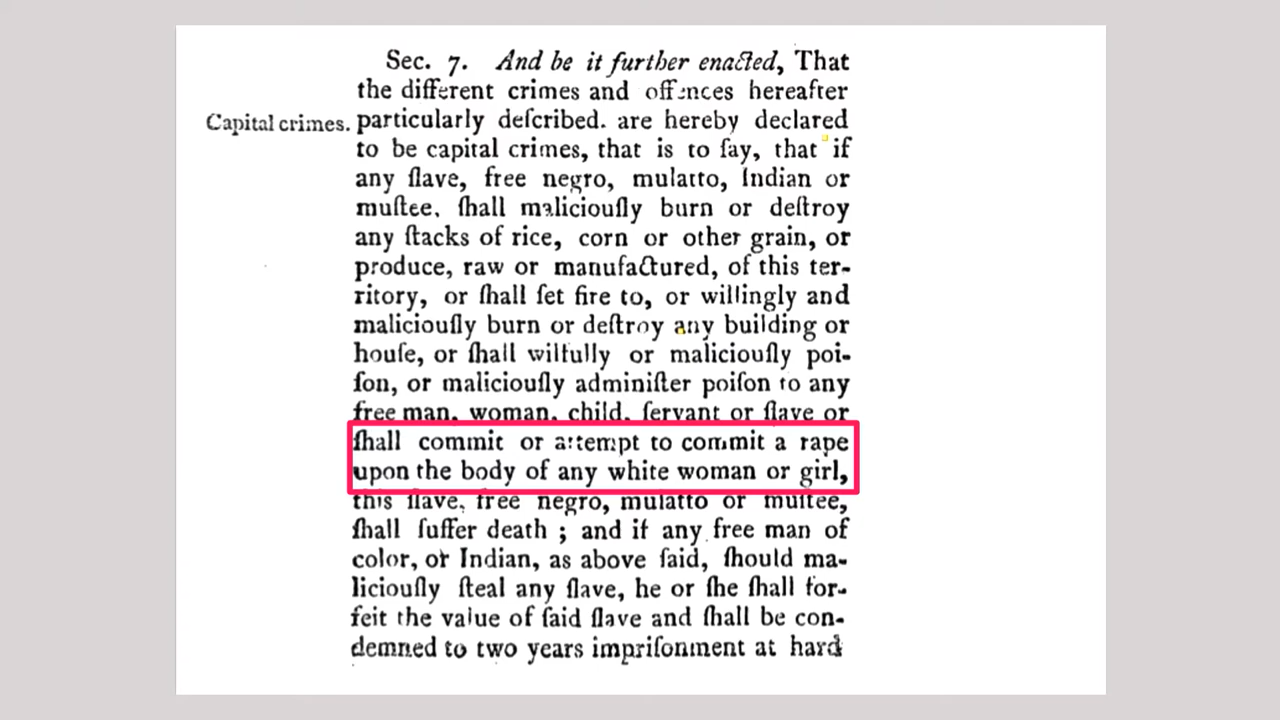 Sec. 7. And be it further enacted, That
the different crimes and offences hereafter
Capital crimes.
particularly deſcribed. are hereby declared
to be capital crimes, that is to ſay, that if
any ſlave, free negro, mulatto, Indian or
muſtee, ſhall maliciouſly burn or deſtroy
any ſtacks of rice, corn or other grain, or
produce, raw or manufactured, of this ter-
ritory, or ſhall ſet fire to, or willingly and
maliciouſly burn or deſtroy any building or
houſe, or ſhall wilfully or maliciouſly poi-
ſon, or maliciouſly adminiſter poiſon to any
free man, woman, child, ſervant or ſlave or
ſhall commit or attempt to commit a rape
upon the body of any white woman or girl,
this ſlave, free negro, mulatto or muſtee,
ſhall ſuffer death ; and if any free man of
color, or Indian, as above ſaid, ſhould ma-
liciouſly ſteal any ſlave, he or ſhe ſhall for-
feit the value of ſaid ſlave and ſhall be con-
demned to two years impriſonment at hard